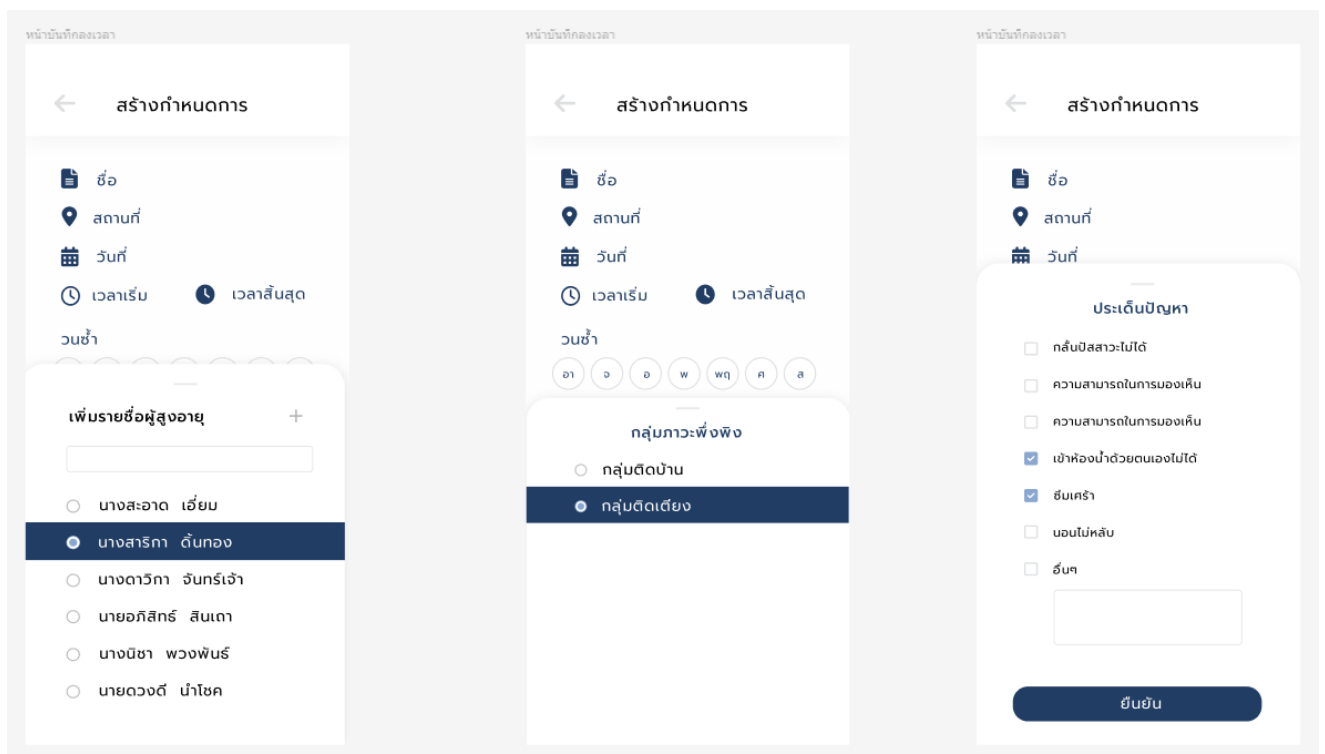 หน้าบันทึกลงเวลา
สร้างกำหนดการ
ชื่อ
สถานที่
วันที่
เวลาเริ่ม เวลาสิ้นสุด
วนซ้ำ
เพิ่มรายชื่อผู้สูงอายุ
นางสะอาด เอี่ยม
นางสาริกา ดิ้นทอง
นางดาวิกา จันทร์เจ้า
นายอภิสิทธ์ สินเถา
นางนิชา พวงพันธ์
นายดวงดี นำโชค
หน้าบันทึกลงเวลา
สร้างกำหนดการ
ชื่อ
สถานที่
วันที่
เวลาเริ่ม เวลาสิ้นสุด
วนซ้ำ
อา จ อ พ พฤ ศ ส
กลุ่มภาวะพึ่งพิง
กลุ่มติดบ้าน
กลุ่มติดเตียง
หน้าบันทึกลงเวลา
สร้างกำหนดการ
ชื่อ
สถานที่
วันที่
ประเด็นปัญหา
กลั้นปัสสาวะไม่ได้
ความสามารถในการมองเห็น
ความสามารถในการมองเห็น
เข้าห้องน้ำด้วยตนเองไม่ได้
ซึมเศร้า
นอนไม่หลับ
อื่นๆ
ยืนยัน